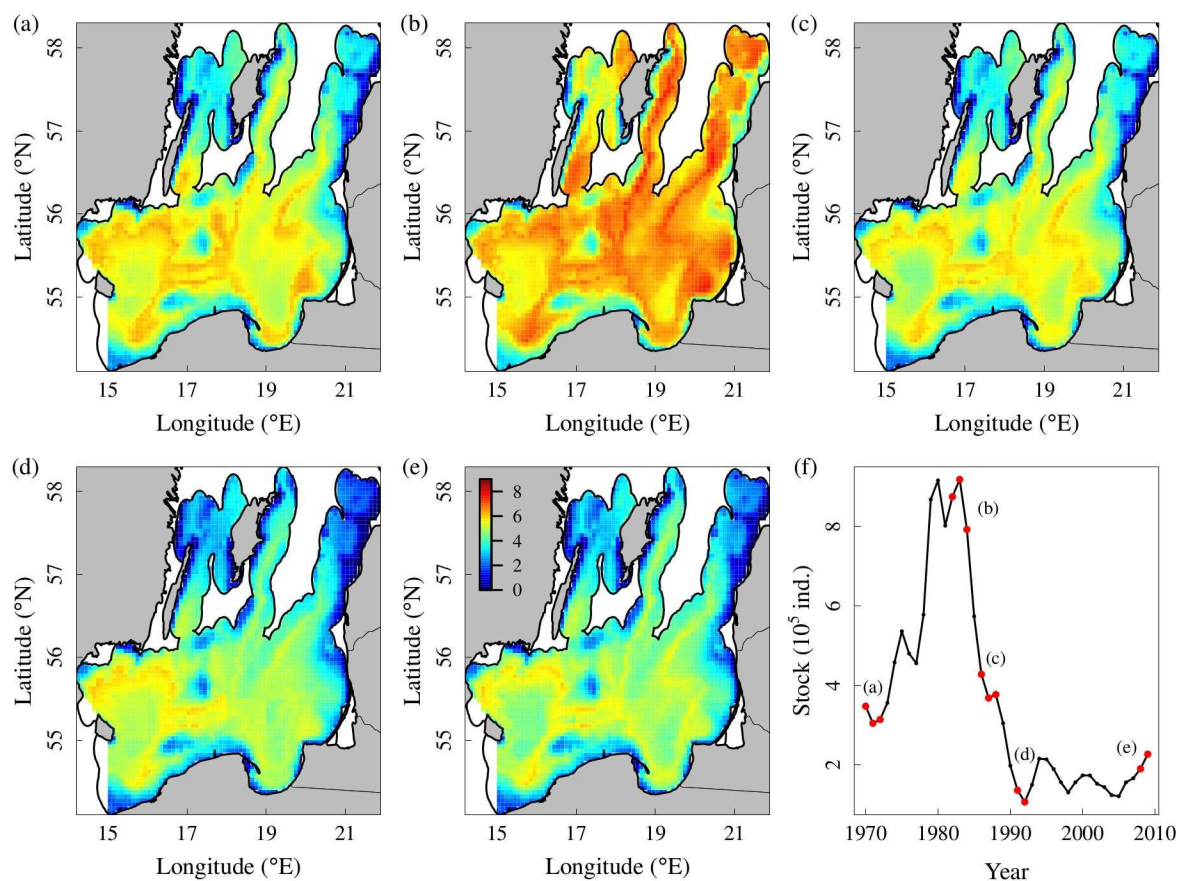 (a)
58
57
56
55
Latitude (°N)
15
17
19
21
Longitude (°E)
(b)
58
57
56
55
Latitude (°N)
15
17
19
21
Longitude (°E)
(c)
58
57
56
55
Latitude (°N)
15
17
19
21
Longitude (°E)
(d)
58
57
56
55
Latitude (°N)
15
17
19
21
Longitude (°E)
(e)
58
57
56
55
Latitude (°N)
8
6
4
2
0
15
17
19
21
Longitude (°E)
(f)
8
6
4
2
Stock (10⁵ ind.)
(a)
(b)
(c)
(d)
(e)
1970
1980
1990
2000
2010
Year